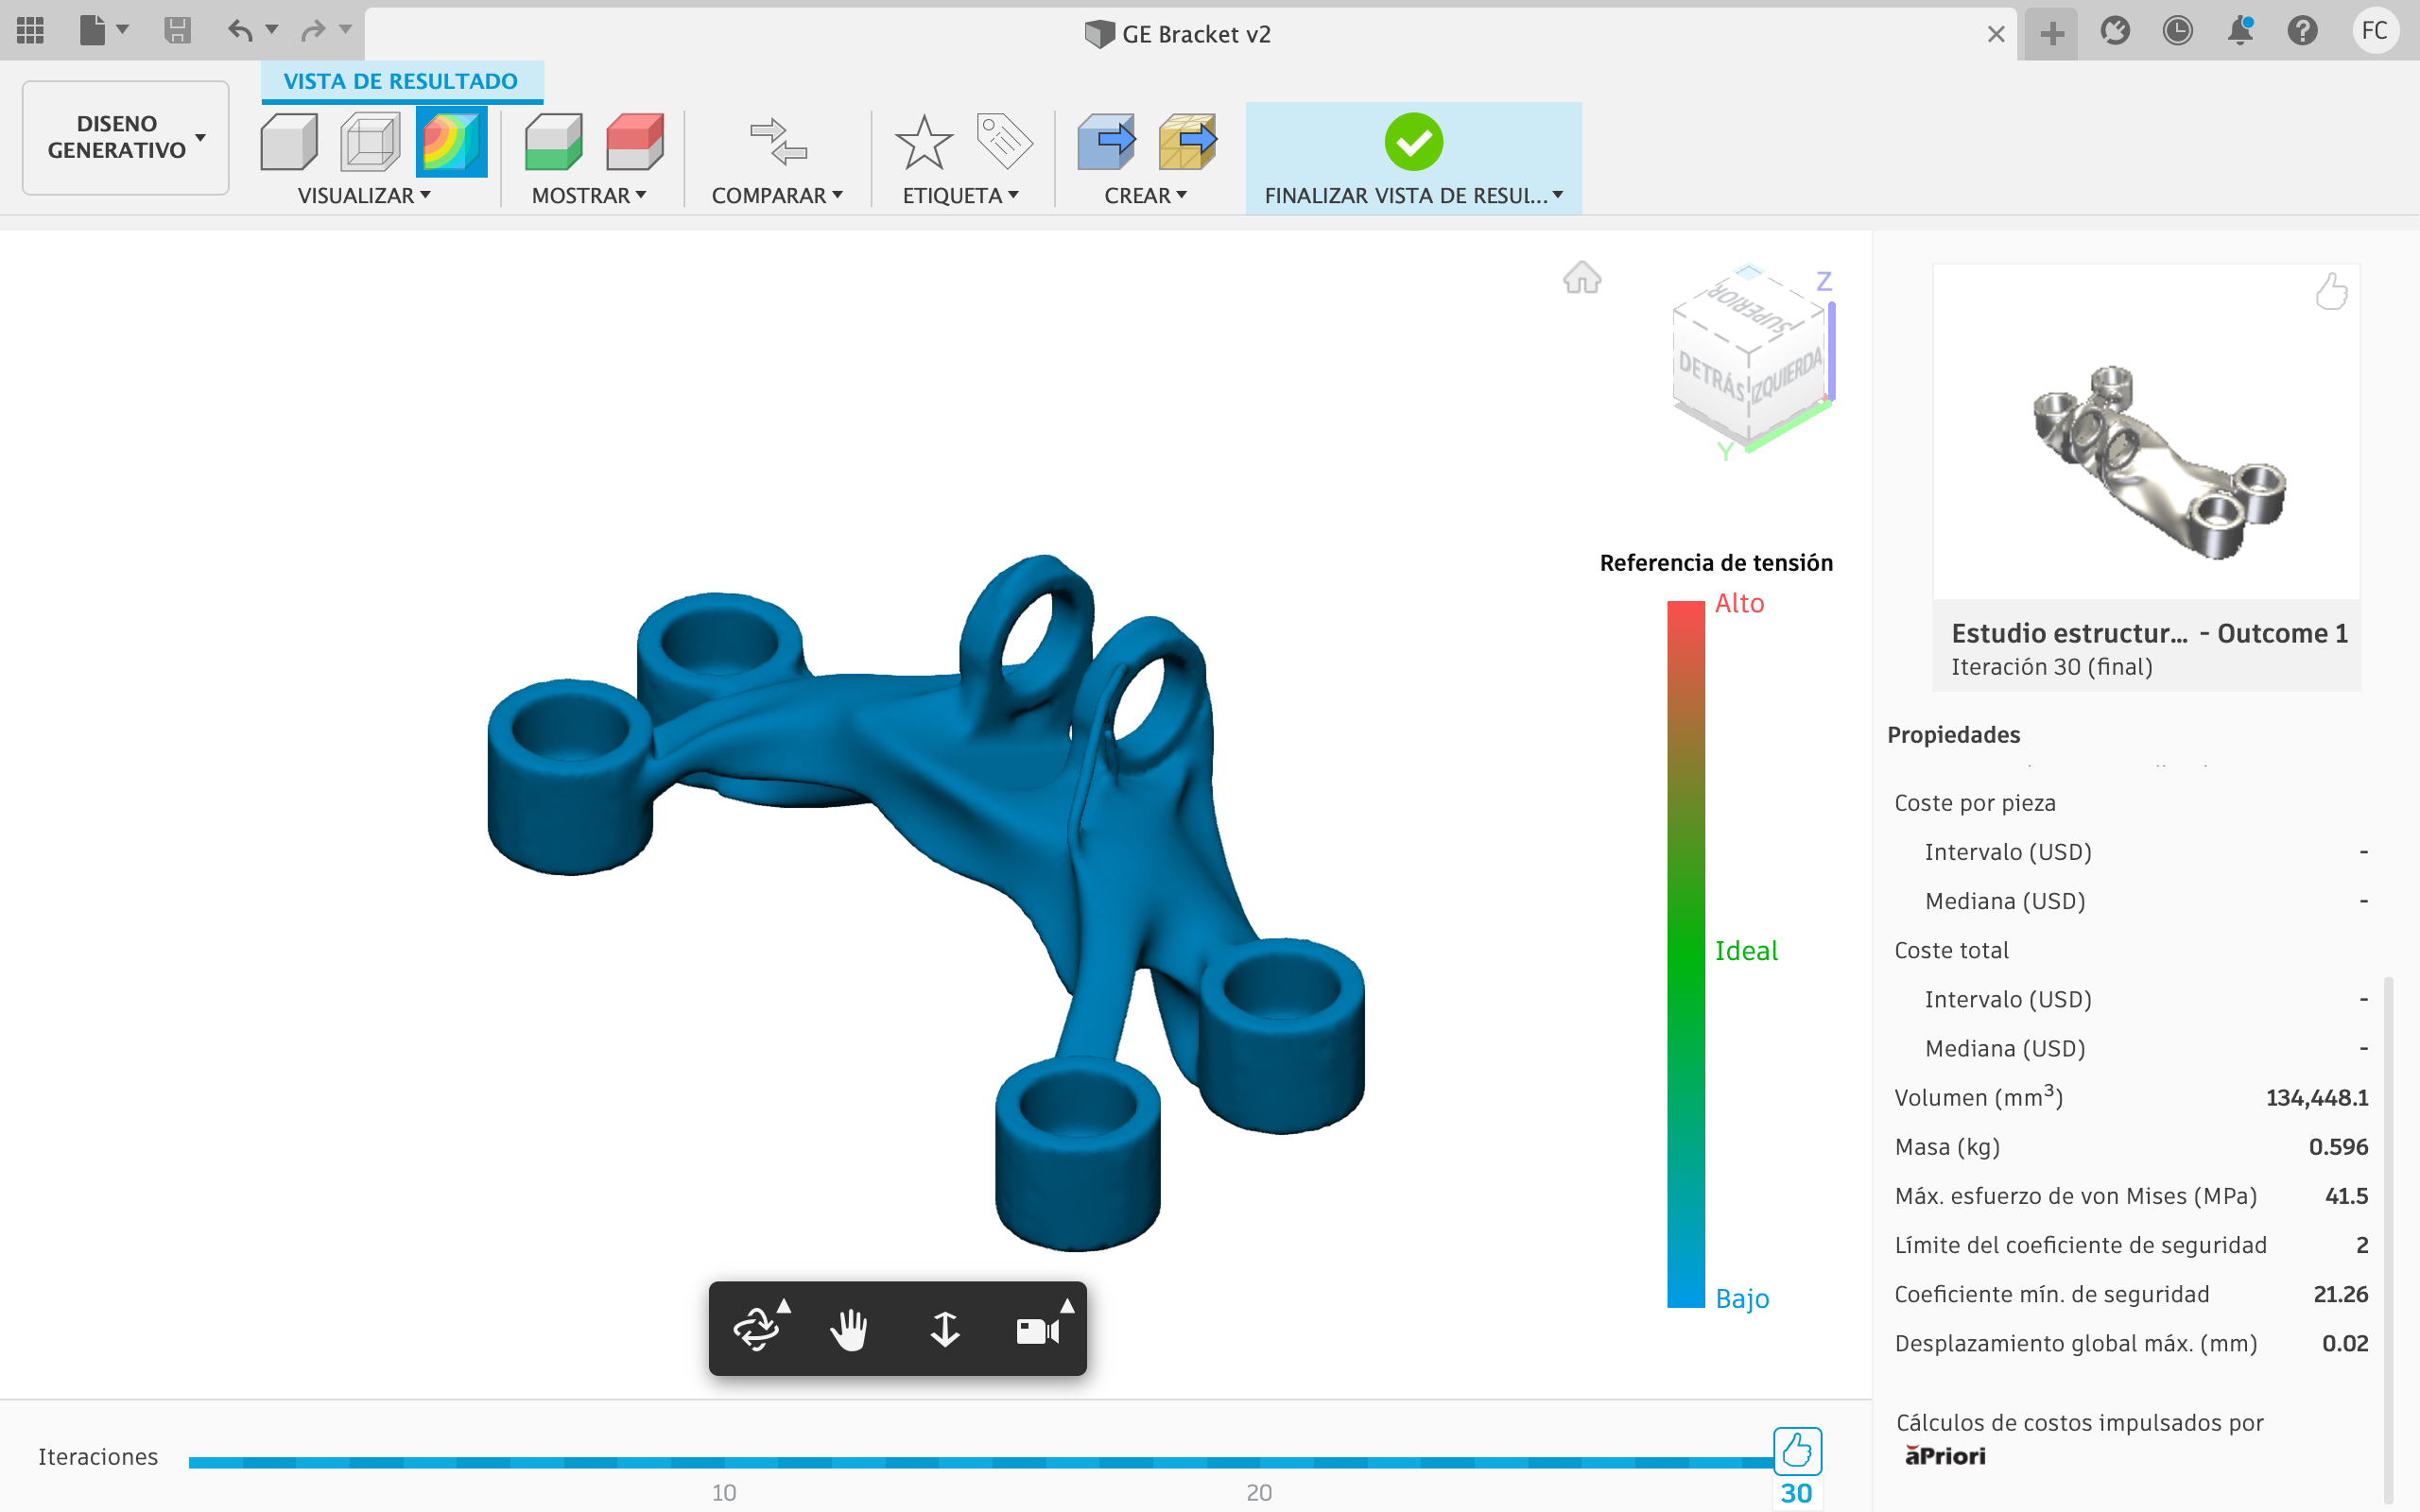 GE Bracket v2
FC
VISTA DE RESULTADO
DISENO
GENERATIVO
VISUALIZAR
MOSTRAR
COMPARAR
ETIQUETA
CREAR
FINALIZAR VISTA DE RESUL...
SUPERIOR
DETRÁS
IZQUIERDA
Z
Y
Referencia de tensión
Alto
Ideal
Bajo
Estudio estructur... - Outcome 1
Iteración 30 (final)
Propiedades
Coste por pieza
Intervalo (USD) -
Mediana (USD) -
Coste total
Intervalo (USD) -
Mediana (USD) -
Volumen (mm³) 134,448.1
Masa (kg) 0.596
Máx. esfuerzo de von Mises (MPa) 41.5
Límite del coeficiente de seguridad 2
Coeficiente mín. de seguridad 21.26
Desplazamiento global máx. (mm) 0.02
Cálculos de costos impulsados por
aPriori
Iteraciones
10
20
30